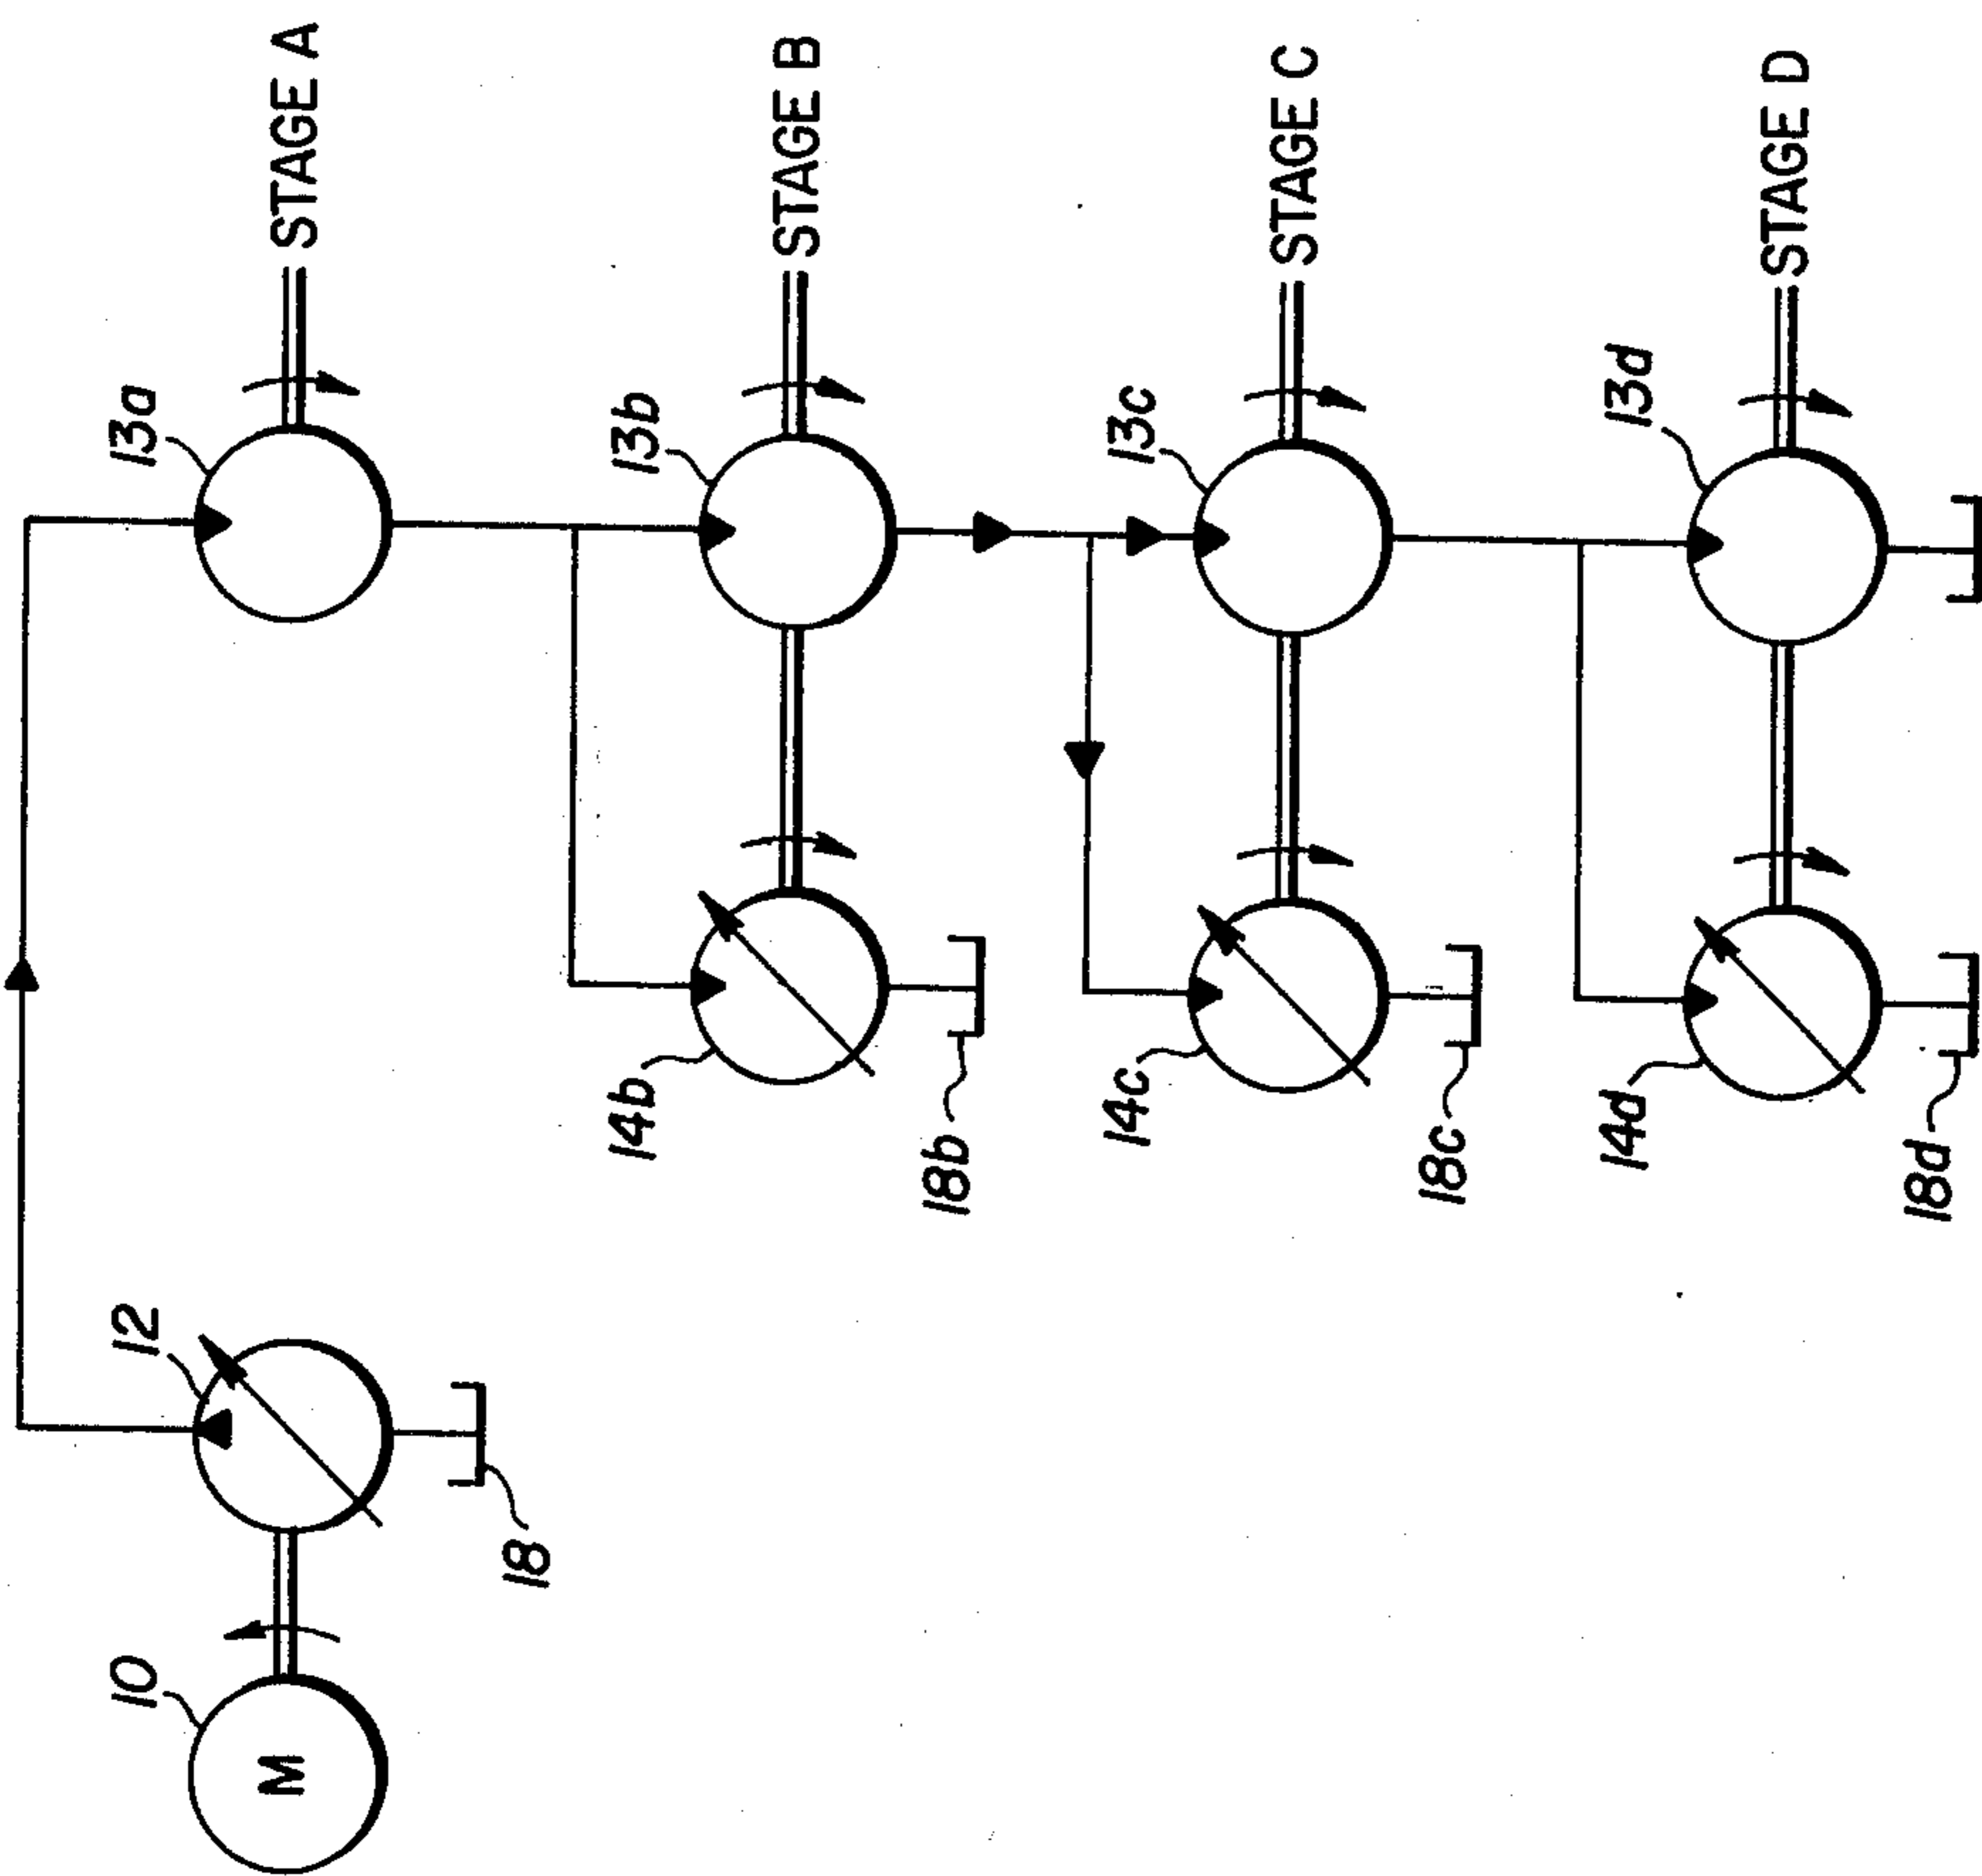 10
M
12
18
13a
STAGE A
13b
STAGE B
14b
18b
13c
STAGE C
14c
18c
13d
STAGE D
14d
18d